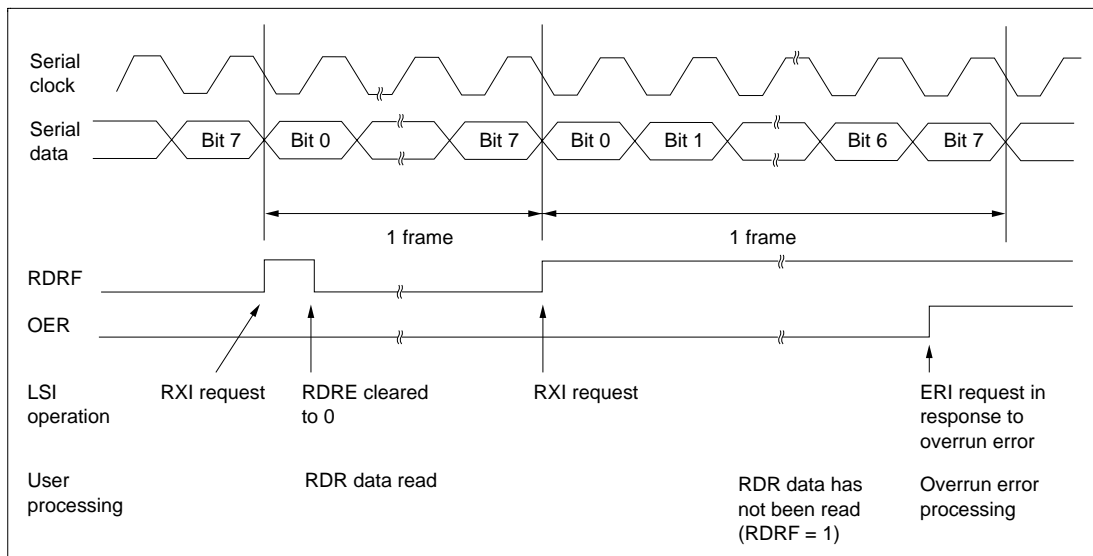 Serial
clock
Serial
data
Bit 7
Bit 0
Bit 7
Bit 0
Bit 1
Bit 6
Bit 7
1 frame
1 frame
RDRF
OER
LSI
operation
RXI request
RDRE cleared
to 0
RXI request
ERI request in
response to
overrun error
User
processing
RDR data read
RDR data has
not been read
(RDRF = 1)
Overrun error
processing